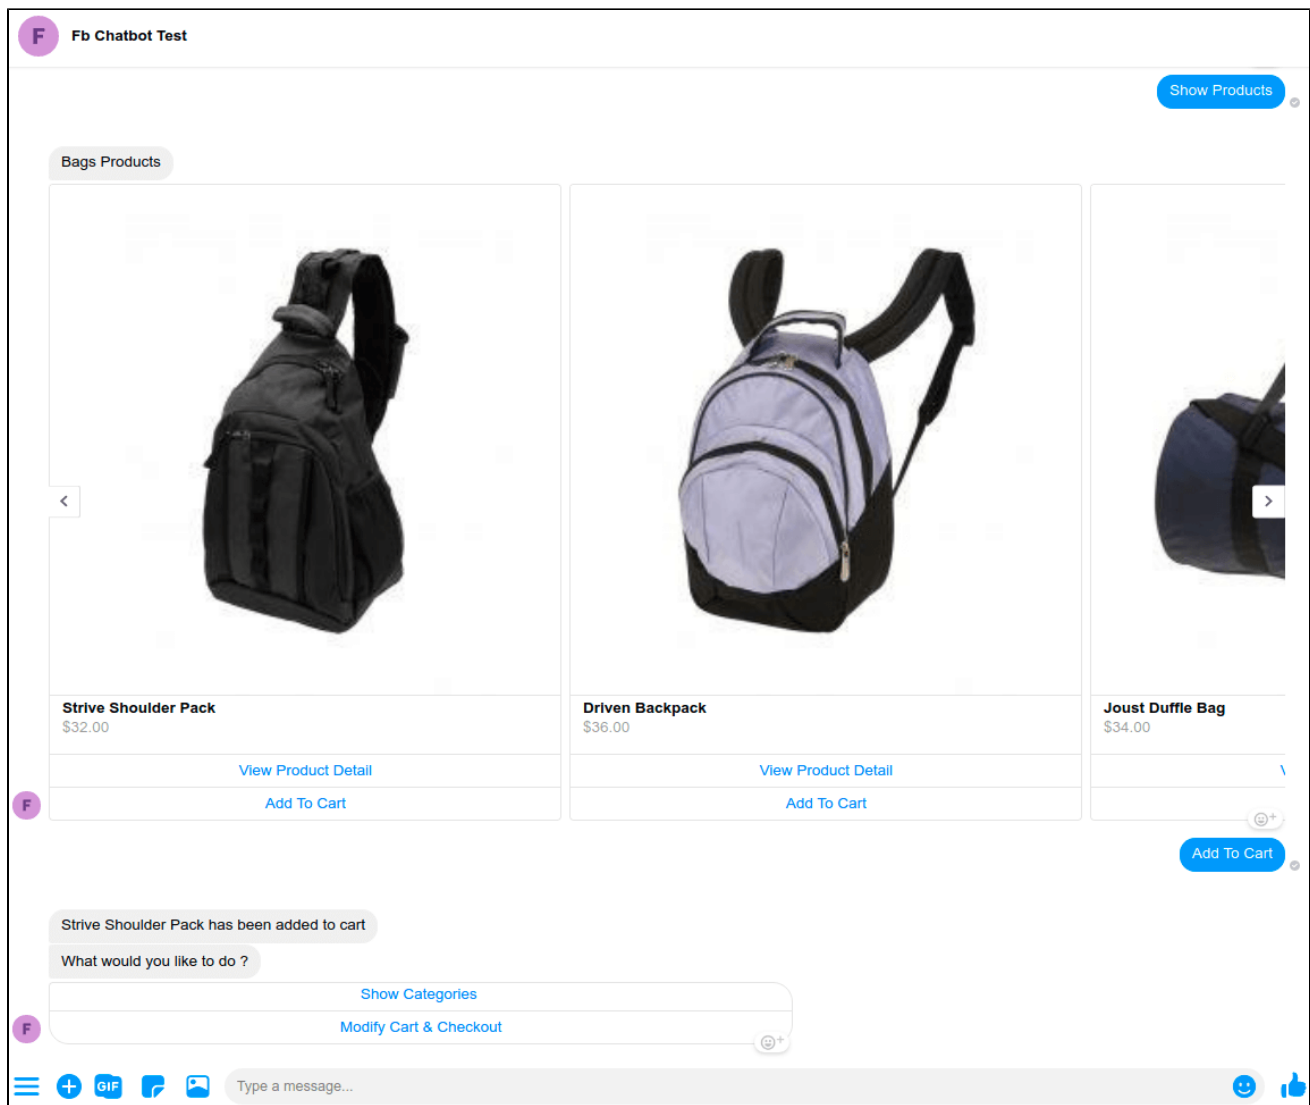 F
Fb Chatbot Test
Show Products
Bags Products
Strive Shoulder Pack
$32.00
View Product Detail
Add To Cart
Driven Backpack
$36.00
View Product Detail
Add To Cart
Joust Duffle Bag
$34.00
F
Add To Cart
Strive Shoulder Pack has been added to cart
What would you like to do ?
Show Categories
Modify Cart & Checkout
F
GIF
Type a message...